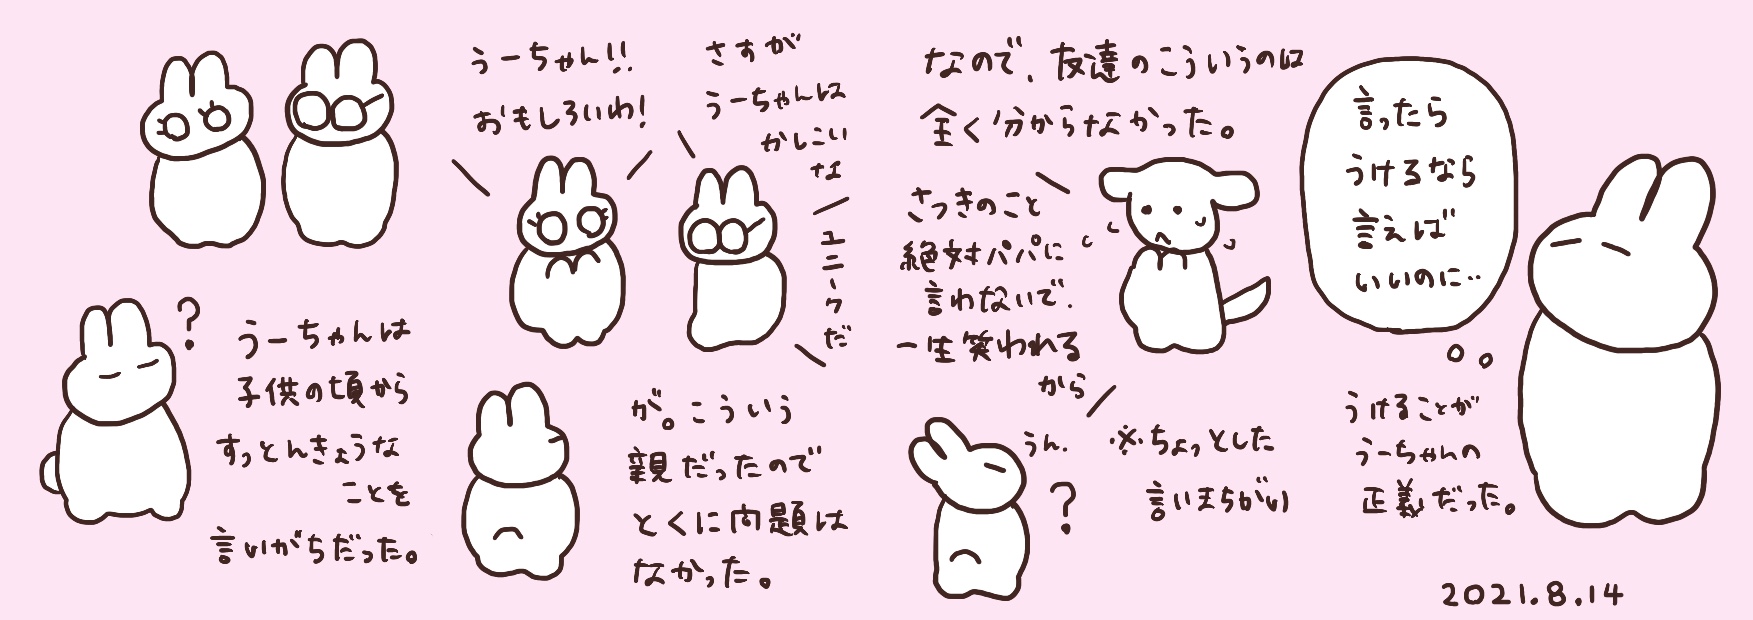 うーちゃんは
子供の頃から
すっとんきょうな
ことを
言いがちだった。
?
うーちゃん!!
おもしろいわ!
さすが
うーちゃんは
かしこい
な
ユニークだ
が。こういう
親だったので
とくに問題は
なかった。
なので、友達のこういうのは
全く分からなかった。
さっきのこと
絶対パパに
言わないで、
一生笑われる
から
うん、
?
※ちょっとした
言いまちがい
言ったら
うけるなら
言えば
いいのに‥
うけることが
うーちゃんの
正義だった。
2021.8.14